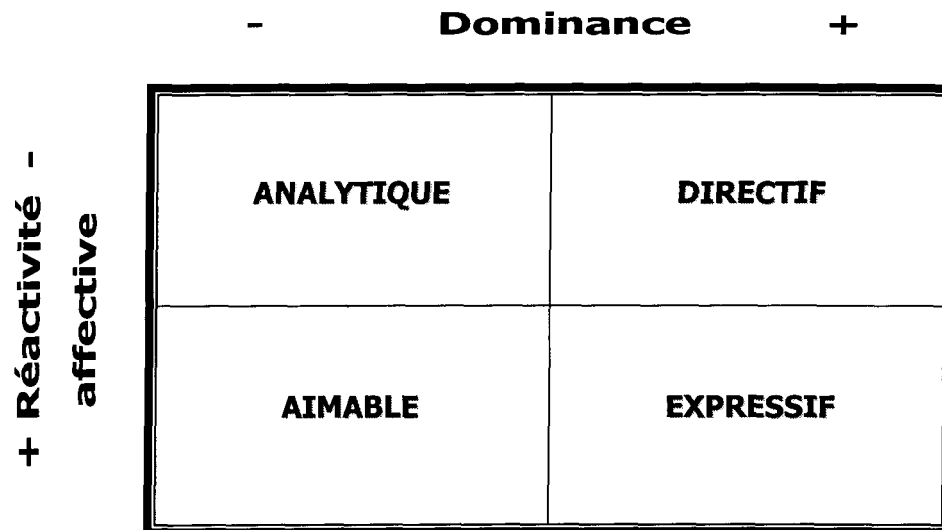 - Dominance +
+ Réactivité -
affective
ANALYTIQUE DIRECTIF
AIMABLE EXPRESSIF